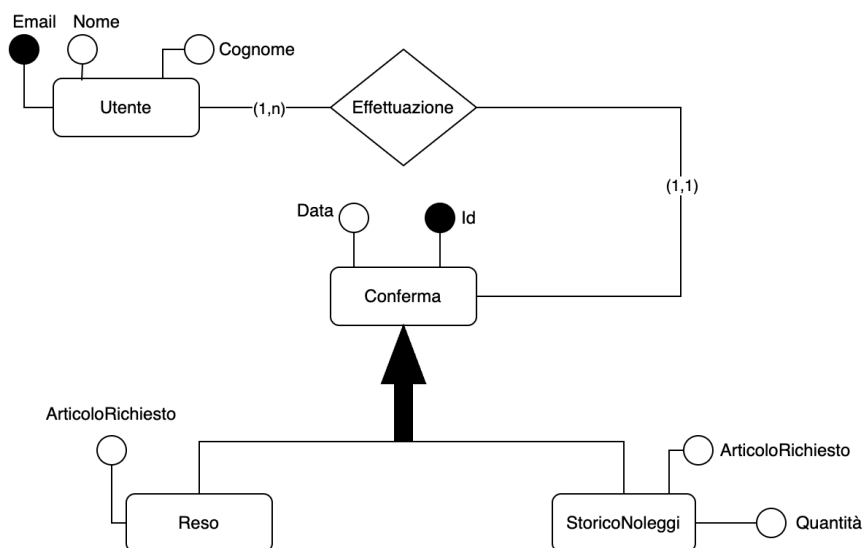 Email
Nome
Cognome
Utente
(1,n)
Effettuazione
(1,1)
Data
Id
Conferma
ArticoloRichiesto
ArticoloRichiesto
Reso
StoricoNoleggi
Quantità